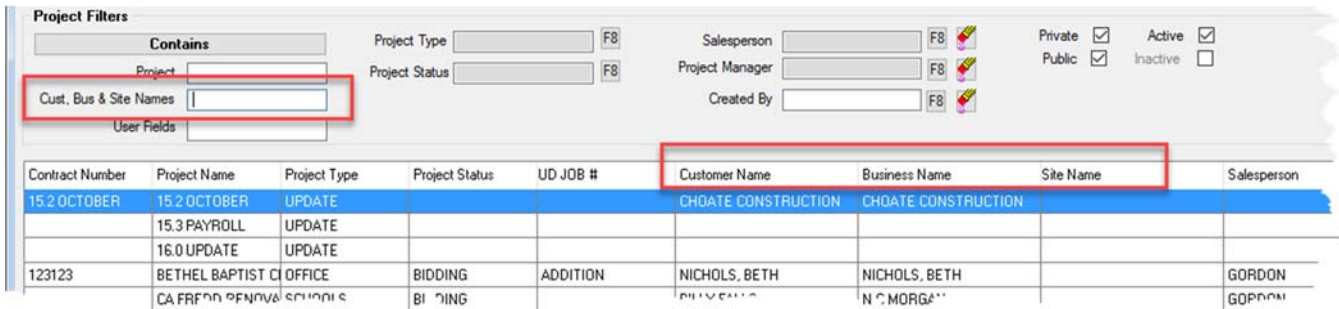 Project Filters
Contains Project Type F8 Salesperson F8 Private Active
Project Project Status F8 Project Manager F8 Public Inactive
Cust, Bus & Site Names Created By F8
User Fields
Contract Number Project Name Project Type Project Status UD JOB # Customer Name Business Name Site Name Salesperson
15.2 OCTOBER 15.2 OCTOBER UPDATE CHOATE CONSTRUCTION CHOATE CONSTRUCTION
15.3 PAYROLL UPDATE
16.0 UPDATE UPDATE
123123 BETHEL BAPTIST OFFICE BIDDING ADDITION NICHOLS, BETH NICHOLS, BETH GORDON